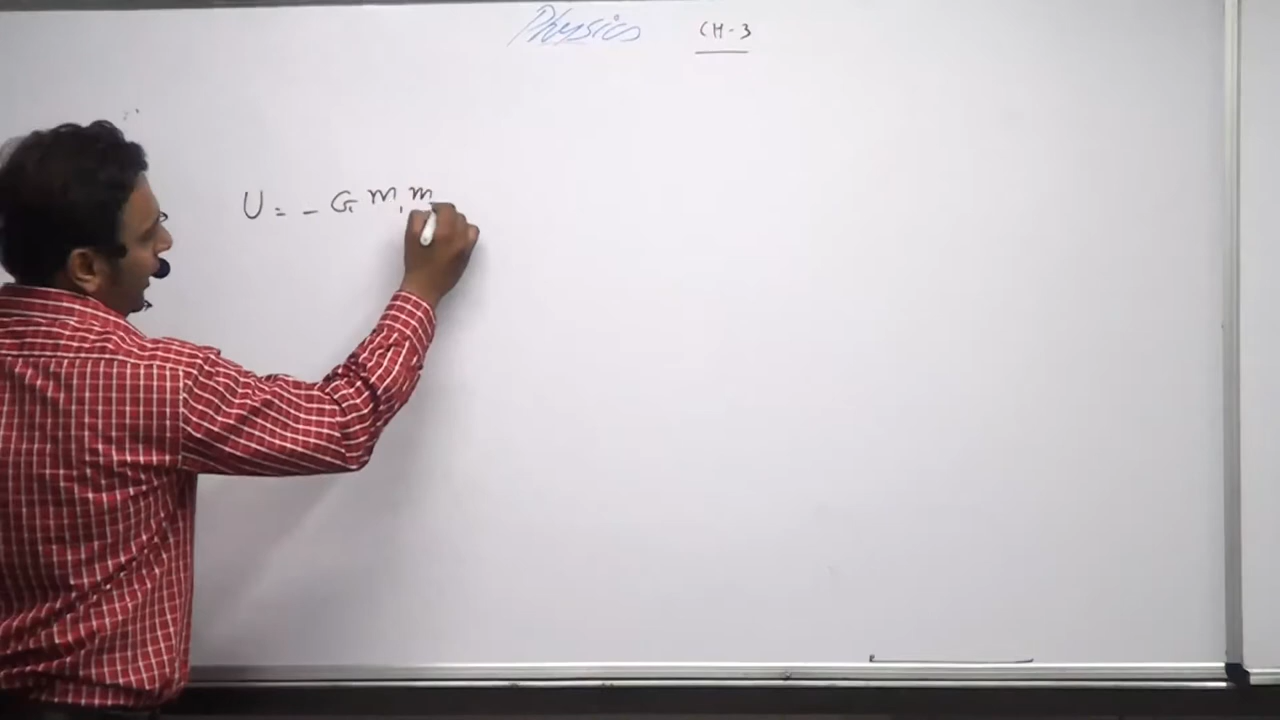 Physics CH-3
U = - G m₁ m